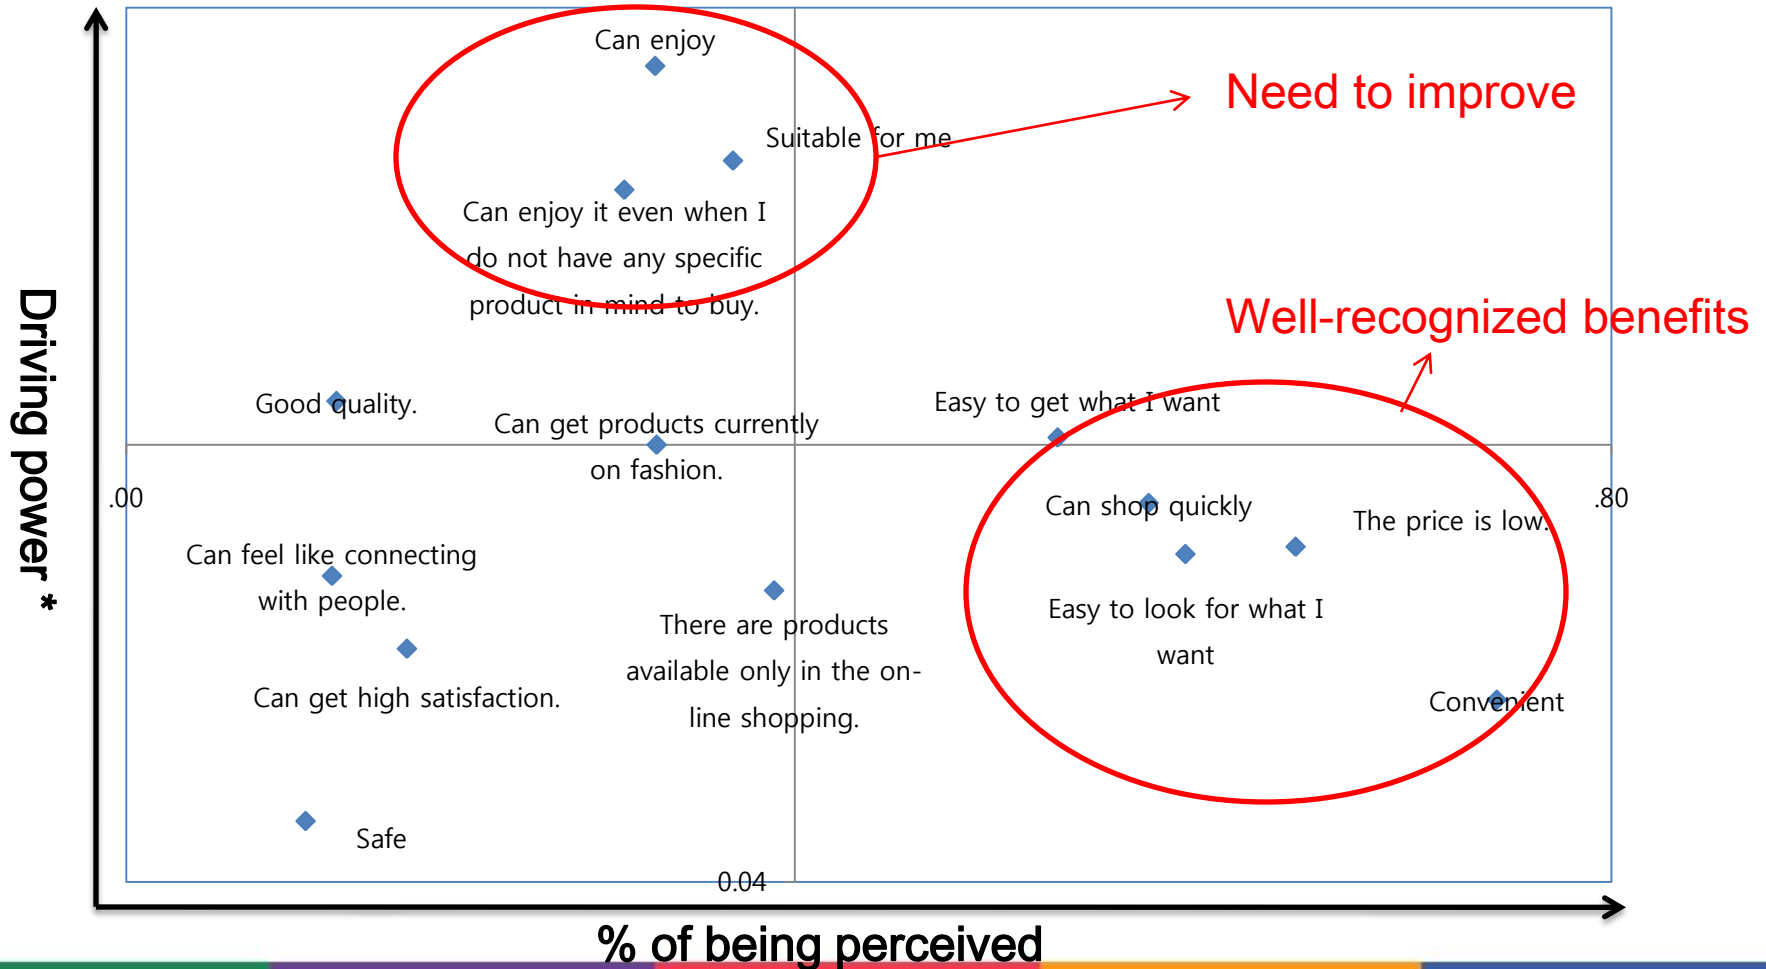 Can enjoy
Need to improve
Suitable for me
Can enjoy it even when I
do not have any specific
product in mind to buy.
Well-recognized benefits
Driving power *
Good quality.
Can get products currently
on fashion.
Easy to get what I want
.00
.80
Can shop quickly
The price is low.
Can feel like connecting
with people.
Easy to look for what I
want
There are products
available only in the on-
line shopping.
Can get high satisfaction.
Convenient
Safe
0.04
% of being perceived